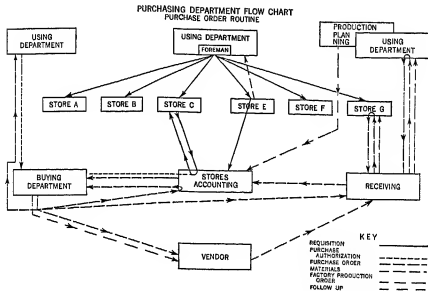 PURCHASING DEPARTMENT FLOW CHART
PURCHASE ORDER ROUTINE
USING
DEPARTMENT
USING DEPARTMENT
FOREMAN
PRODUCTION
PLAN
NING
USING
DEPARTMENT
STORE A
STORE B
STORE C
STORE E
STORE F
STORE G
BUYING
DEPARTMENT
STORES
ACCOUNTING
RECEIVING
VENDOR
KEY
REQUISITION
PURCHASE
AUTHORIZATION
PURCHASE ORDER
MATERIALS
FACTORY PRODUCTION
ORDER
FOLLOW UP